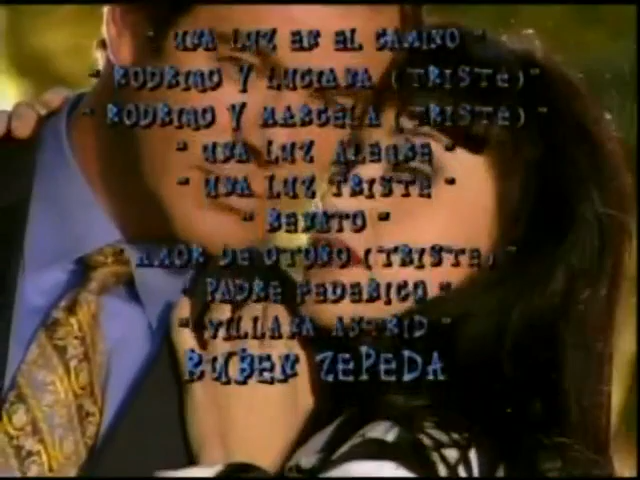 " UNA LUZ EN EL CAMINO "
" RODRIGO Y LUCIANA (TRISTE) "
" RODRIGO Y MARCELA (TRISTE) "
" UNA LUZ ALEGRE "
" UNA LUZ TRISTE "
" BENATO "
" AMOR DE OTOÑO (TRISTE) "
" PADRE FEDERICO "
" VILLANA ASTRID "
RUBEN ZEPEDA